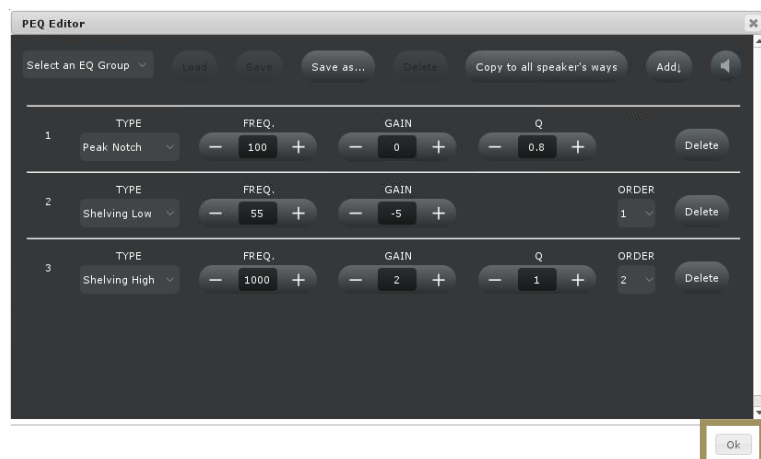 PEQ Editor
Select an EQ Group Load Save Save as... Delete Copy to all speaker's ways Add↓
TYPE FREQ. GAIN Q
1 Peak Notch − 100 + − 0 + − 0.8 + Delete
TYPE FREQ. GAIN ORDER
2 Shelving Low − 55 + − -5 + 1 Delete
TYPE FREQ. GAIN Q ORDER
3 Shelving High − 1000 + − 2 + − 1 + 2 Delete
Ok